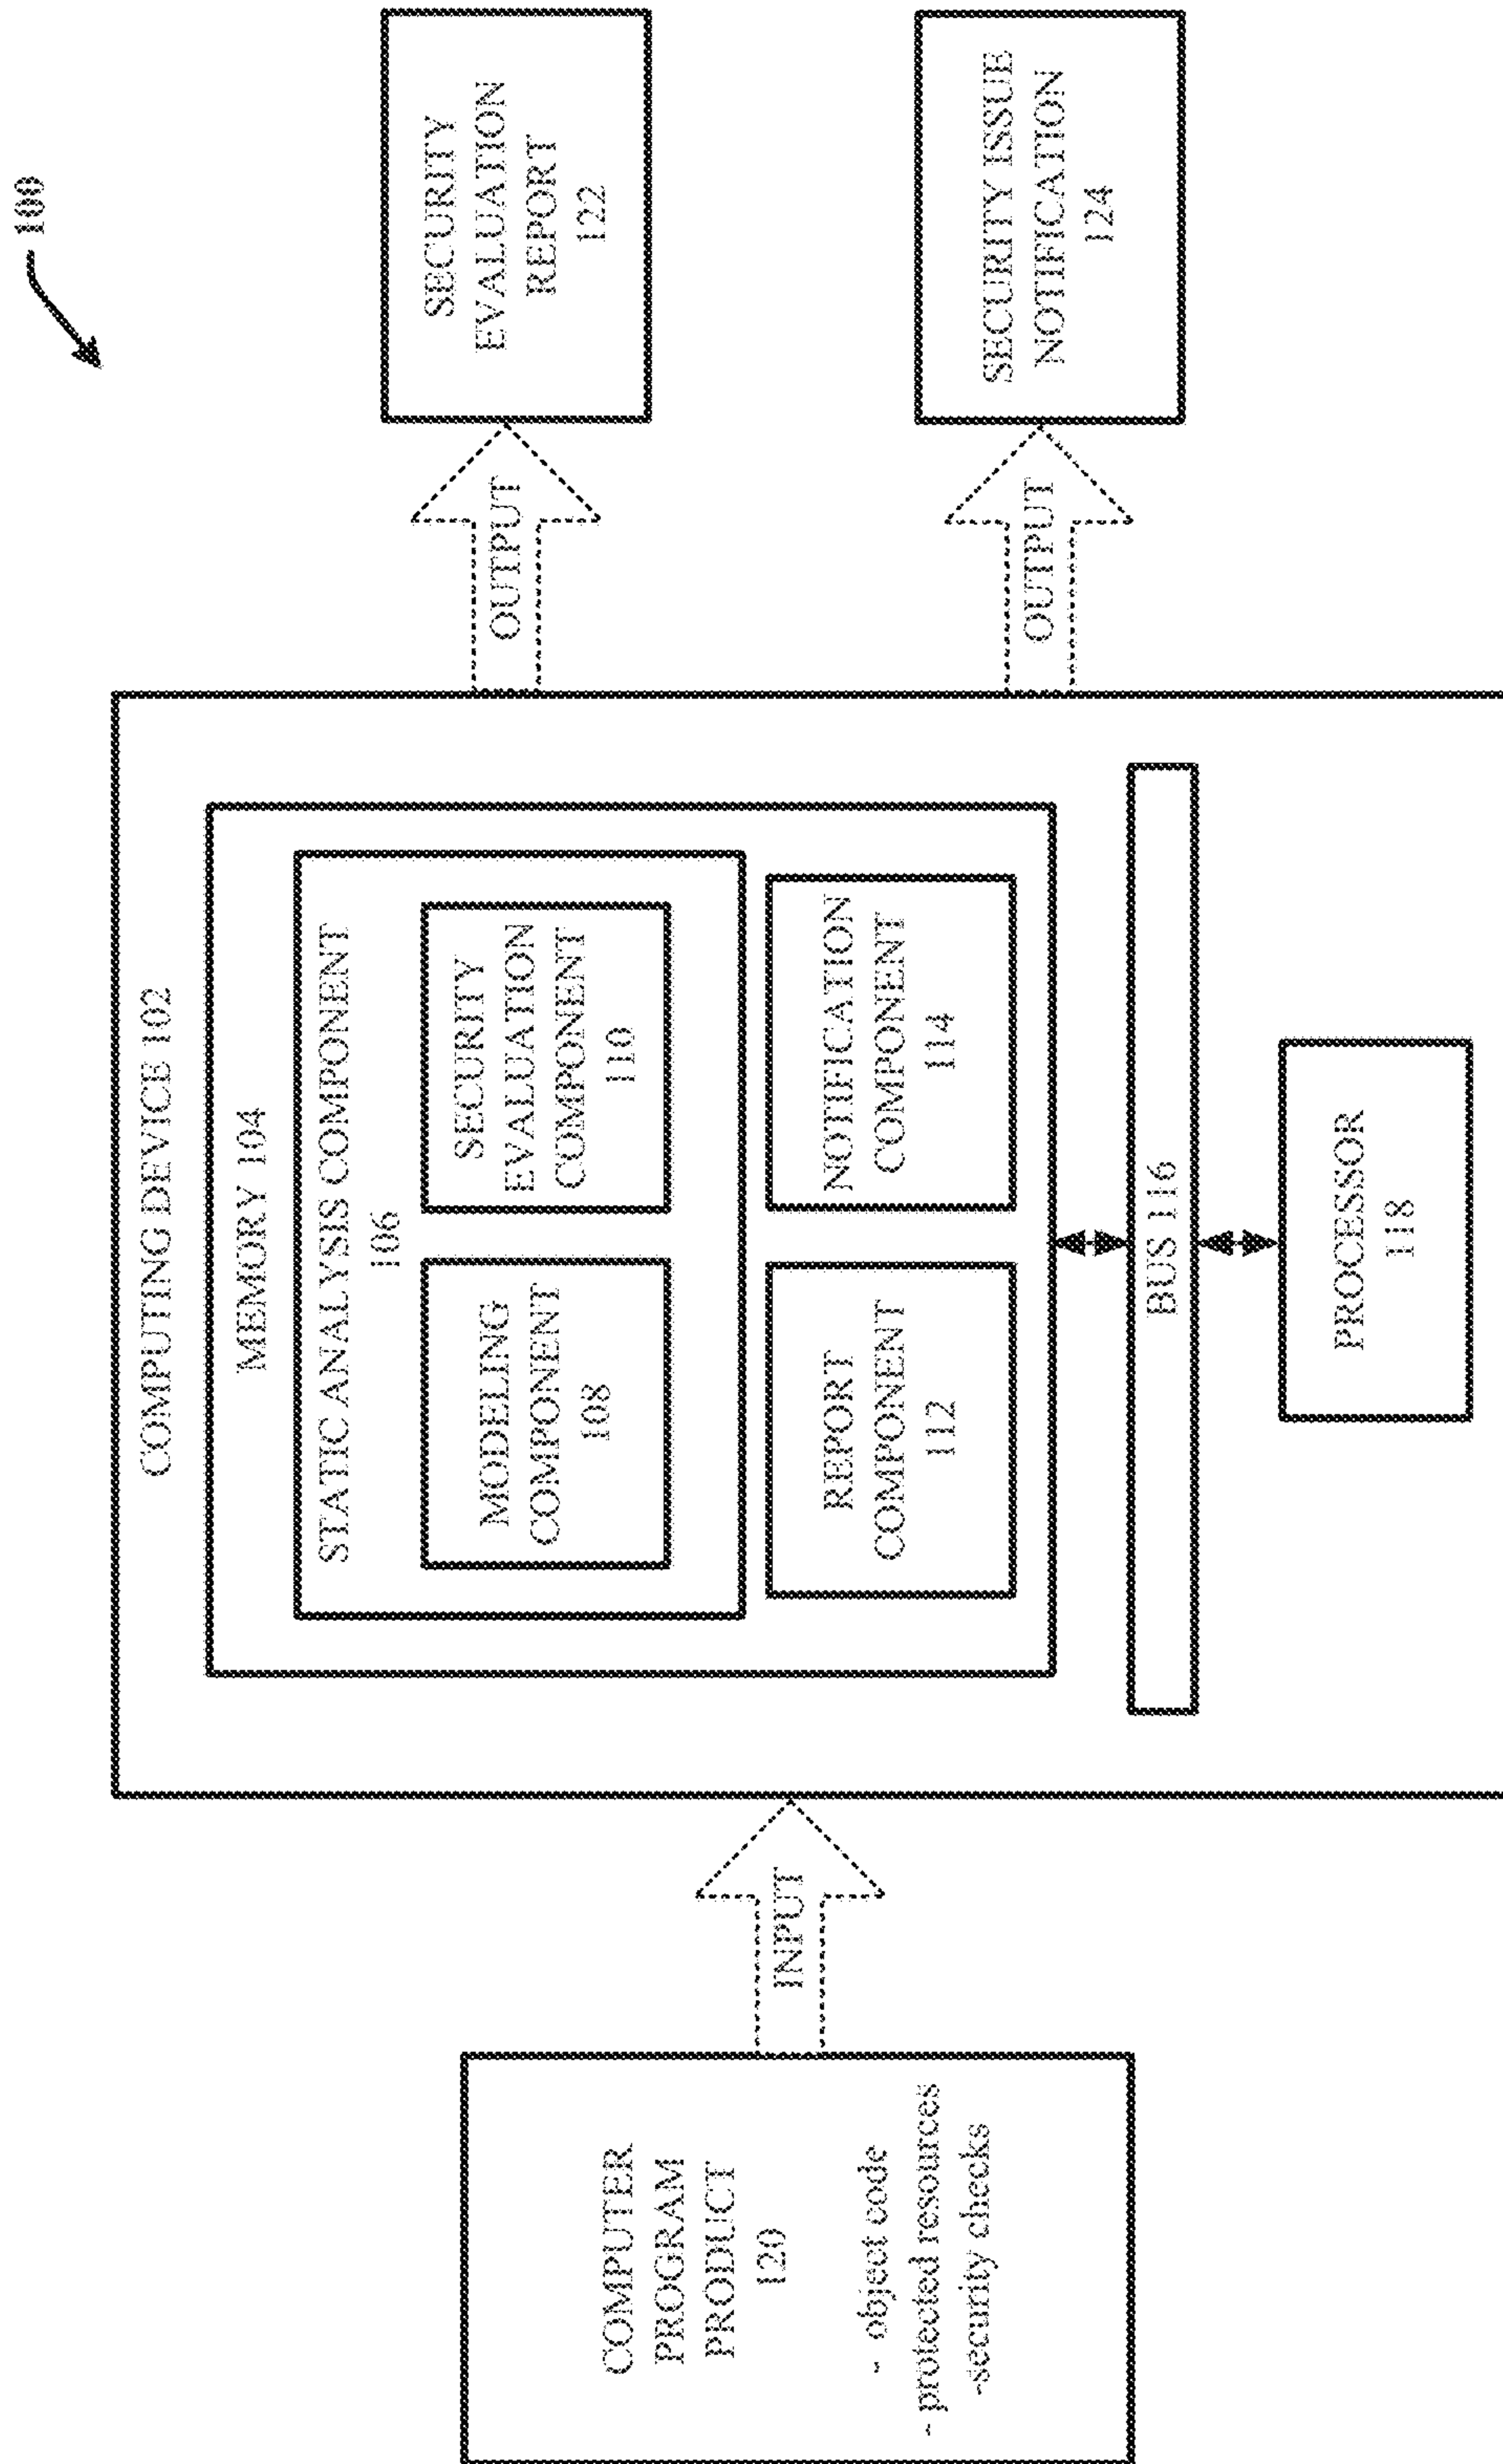 100
COMPUTER
PROGRAM
PRODUCT
120
- object code
- protected resources
-security checks
INPUT
COMPUTING DEVICE 102
MEMORY 104
STATIC ANALYSIS COMPONENT
106
MODELING
COMPONENT
108
SECURITY
EVALUATION
COMPONENT
110
REPORT
COMPONENT
112
NOTIFICATION
COMPONENT
114
BUS 116
PROCESSOR
118
OUTPUT
SECURITY
EVALUATION
REPORT
122
OUTPUT
SECURITY ISSUE
NOTIFICATION
124